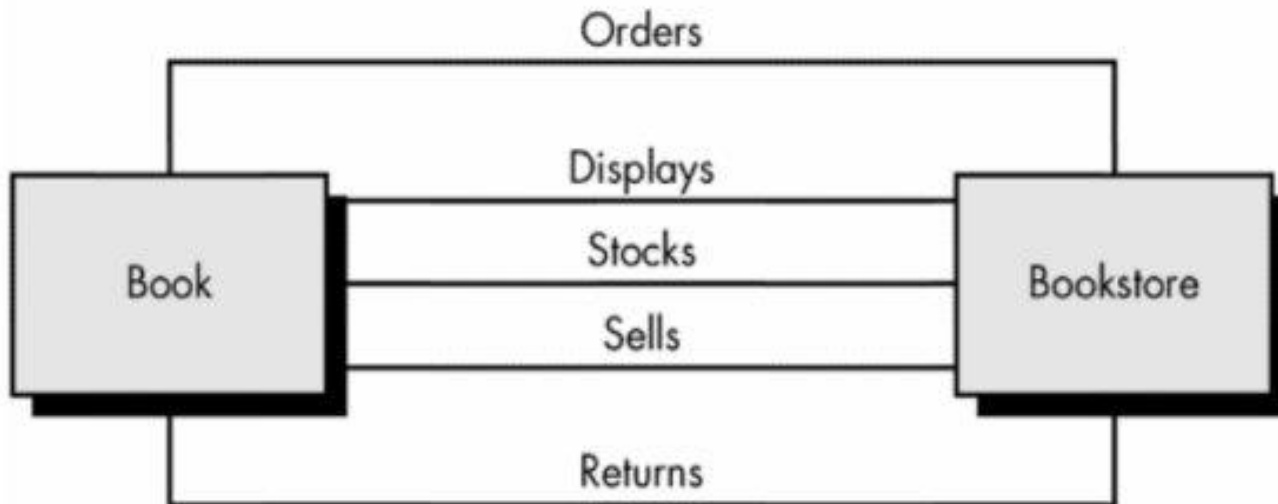 Orders
Displays
Stocks
Book
Bookstore
Sells
Returns